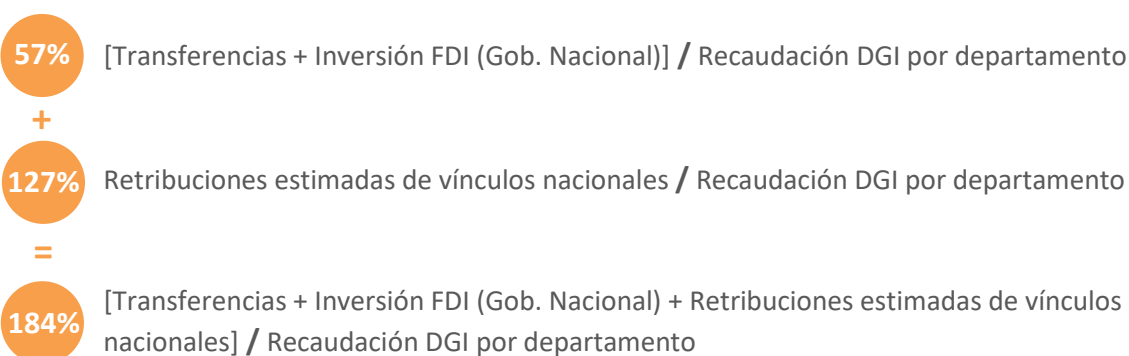 57% [Transferencias + Inversión FDI (Gob. Nacional)] / Recaudación DGI por departamento
+
127% Retribuciones estimadas de vínculos nacionales / Recaudación DGI por departamento
=
184% [Transferencias + Inversión FDI (Gob. Nacional) + Retribuciones estimadas de vínculos
nacionales] / Recaudación DGI por departamento